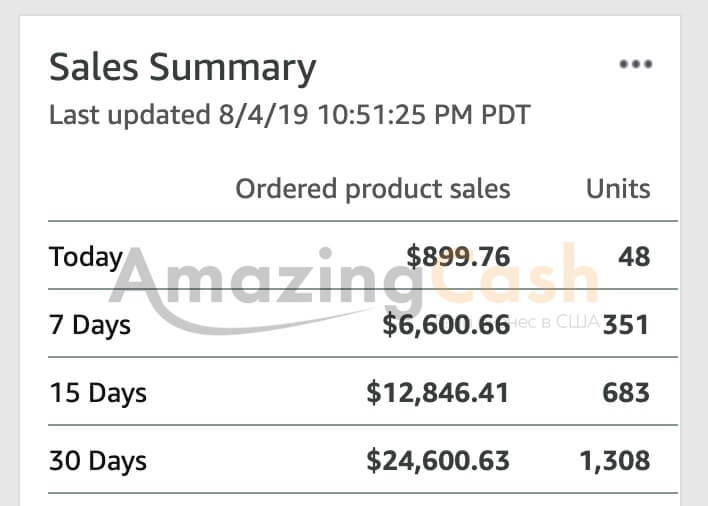 Sales Summary
Last updated 8/4/19 10:51:25 PM PDT
Ordered product sales Units
Today $899.76 48
AmazingCash
7 Days $6,600.66 351
в США
15 Days $12,846.41 683
30 Days $24,600.63 1,308